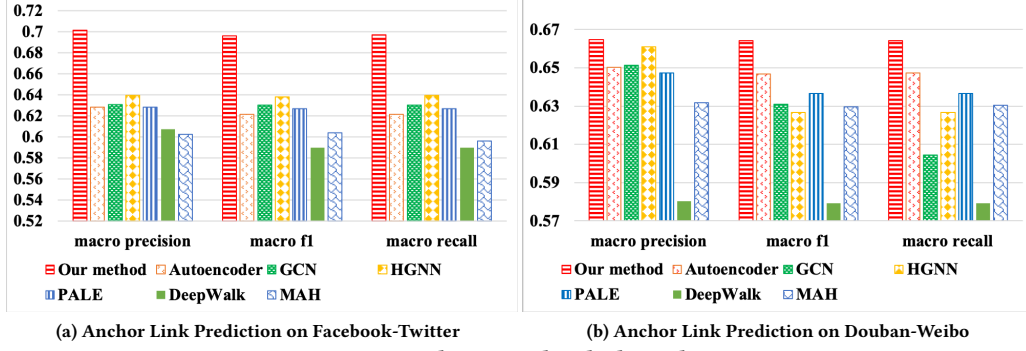 0.72
0.7
0.68
0.66
0.64
0.62
0.6
0.58
0.56
0.54
0.52
macro precision macro f1 macro recall
Our method Autoencoder GCN HGNN
PALE DeepWalk MAH
(a) Anchor Link Prediction on Facebook-Twitter
0.67
0.65
0.63
0.61
0.59
0.57
macro precision macro f1 macro recall
Our method Autoencoder GCN HGNN
PALE DeepWalk MAH
(b) Anchor Link Prediction on Douban-Weibo